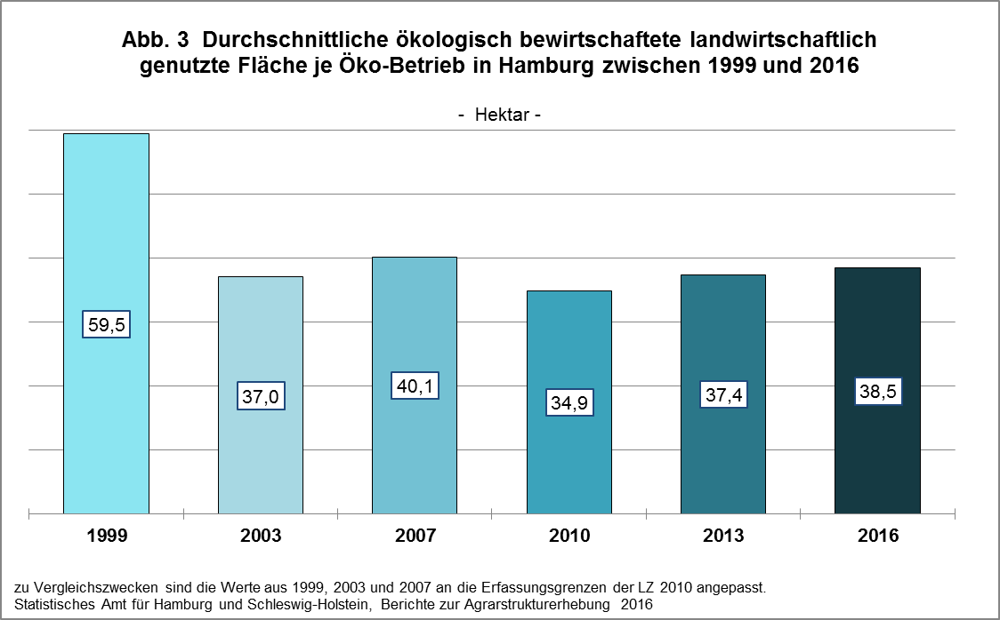 Abb. 3 Durchschnittliche ökologisch bewirtschaftete landwirtschaftlich
genutzte Fläche je Öko-Betrieb in Hamburg zwischen 1999 und 2016
- Hektar -
59,5
37,0
40,1
34,9
37,4
38,5
1999
2003
2007
2010
2013
2016
zu Vergleichszwecken sind die Werte aus 1999, 2003 und 2007 an die Erfassungsgrenzen der LZ 2010 angepasst.
Statistisches Amt für Hamburg und Schleswig-Holstein, Berichte zur Agrarstrukturerhebung 2016